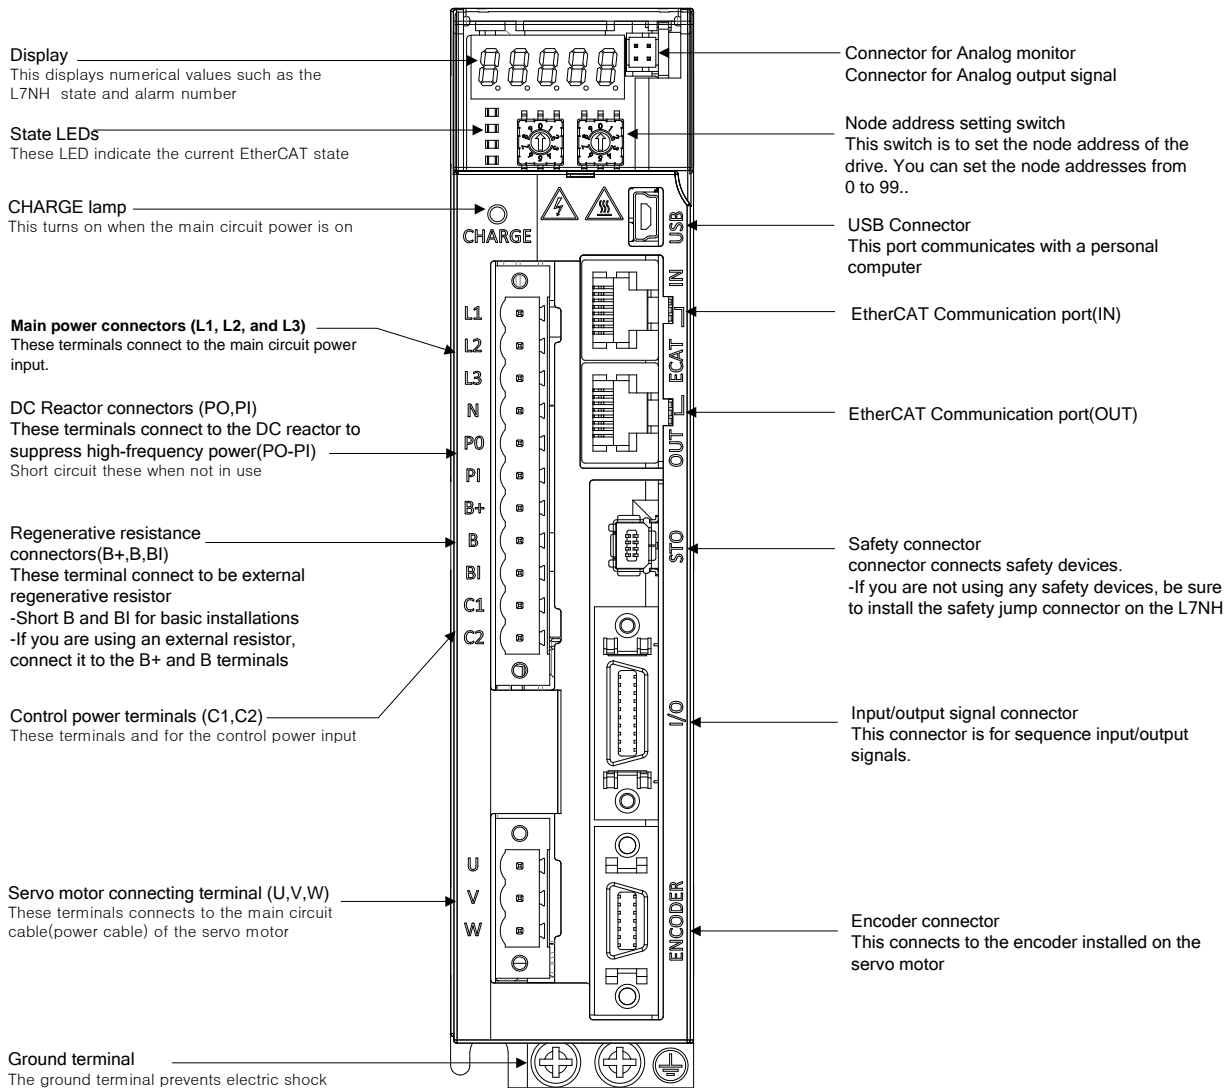 Display
This displays numerical values such as the
L7NH state and alarm number
State LEDs
These LED indicate the current EtherCAT state
CHARGE lamp
This turns on when the main circuit power is on
Main power connectors (L1, L2, and L3)
These terminals connect to the main circuit power
input.
DC Reactor connectors (PO,PI)
These terminals connect to the DC reactor to
suppress high-frequency power(PO-PI)
Short circuit these when not in use
Regenerative resistance
connectors(B+,B,BI)
These terminal connect to be external
regenerative resistor
-Short B and BI for basic installations
-If you are using an external resistor,
connect it to the B+ and B terminals
Control power terminals (C1,C2)
These terminals and for the control power input
Servo motor connecting terminal (U,V,W)
These terminals connects to the main circuit
cable(power cable) of the servo motor
Ground terminal
The ground terminal prevents electric shock
CHARGE
L1
L2
L3
N
PO
PI
B+
B
BI
C1
C2
U
V
W
USB
IN
ECAT
OUT
STO
I/O
ENCODER
Connector for Analog monitor
Connector for Analog output signal
Node address setting switch
This switch is to set the node address of the
drive. You can set the node addresses from
0 to 99..
USB Connector
This port communicates with a personal
computer
EtherCAT Communication port(IN)
EtherCAT Communication port(OUT)
Safety connector
connector connects safety devices.
-If you are not using any safety devices, be sure
to install the safety jump connector on the L7NH
Input/output signal connector
This connector is for sequence input/output
signals.
Encoder connector
This connects to the encoder installed on the
servo motor